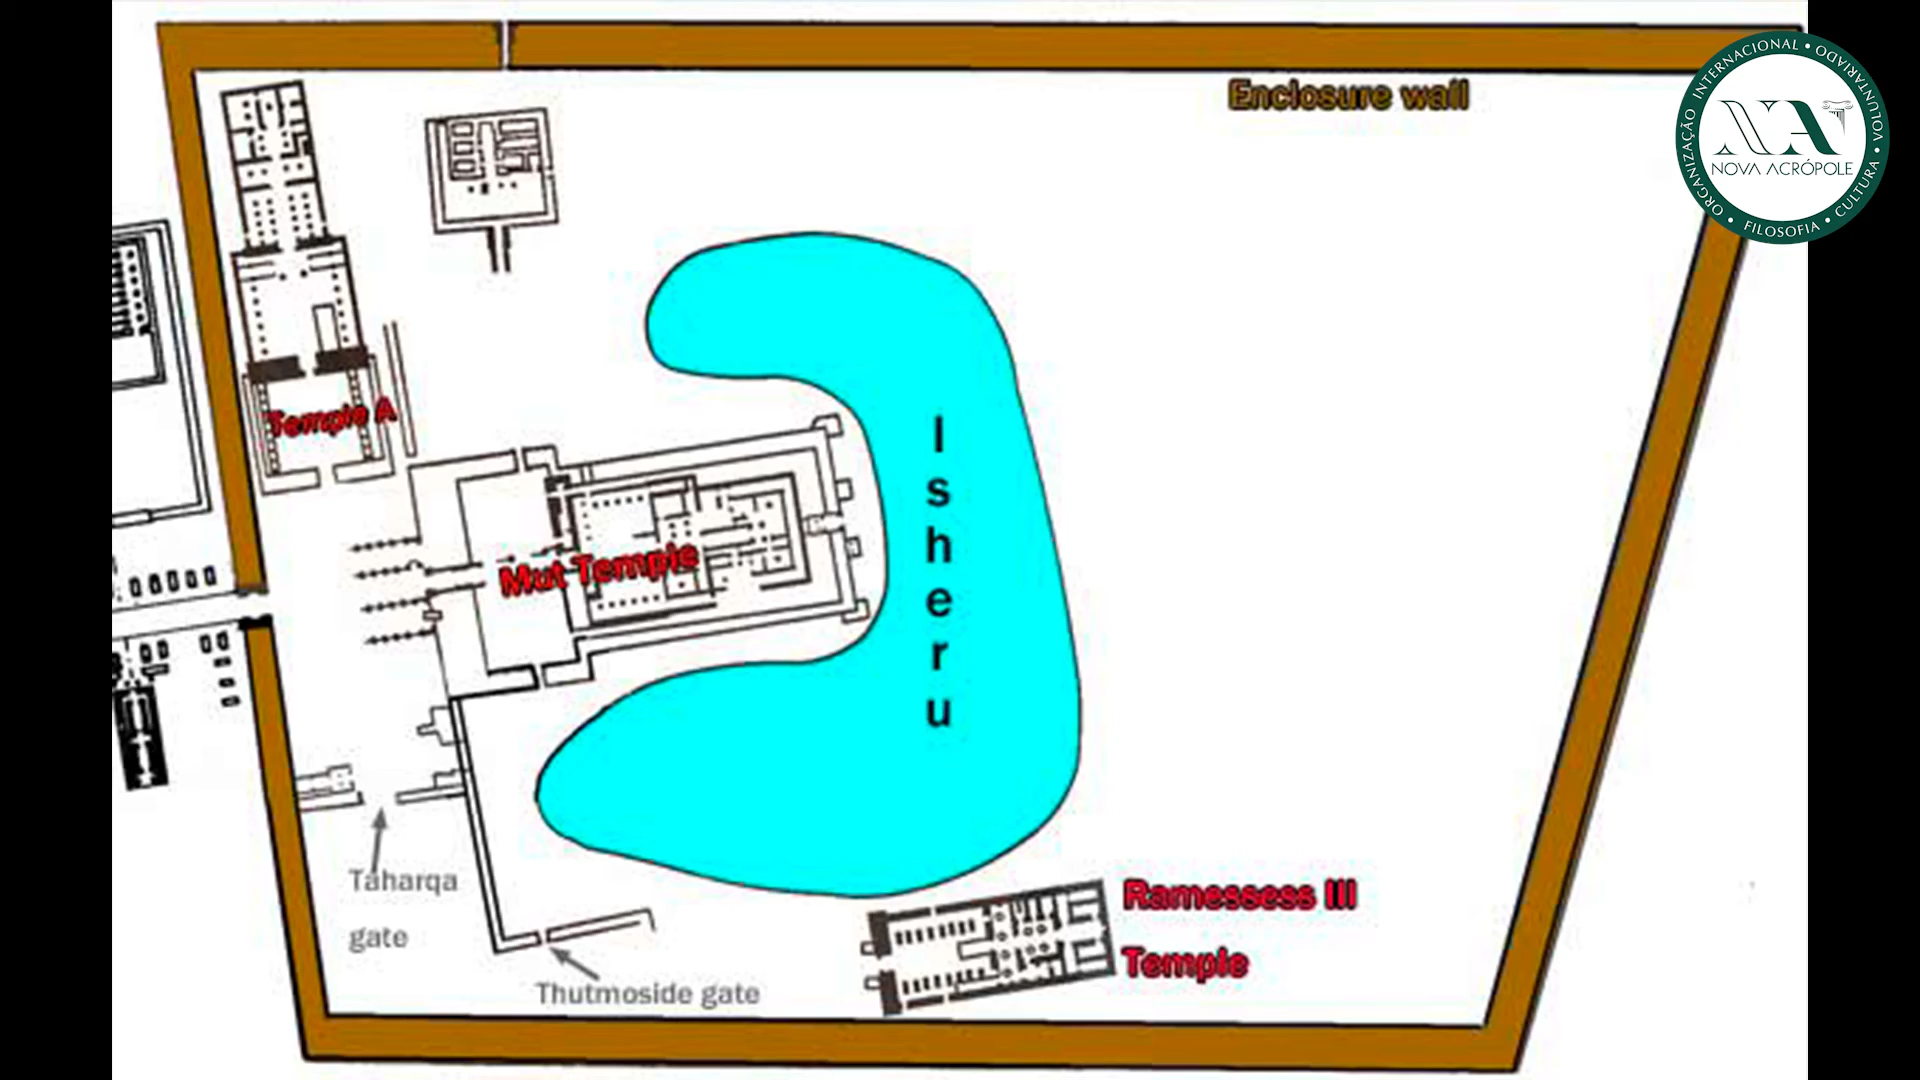 Enclosure wall
ORGANIZAÇÃO INTERNACIONAL • VOLUNTARIADO • CULTURA • FILOSOFIA •
NOVA ACRÓPOLE
Temple A
Isheru
Mut Temple
Taharqa
gate
Thutmoside gate
Ramessess III
Temple